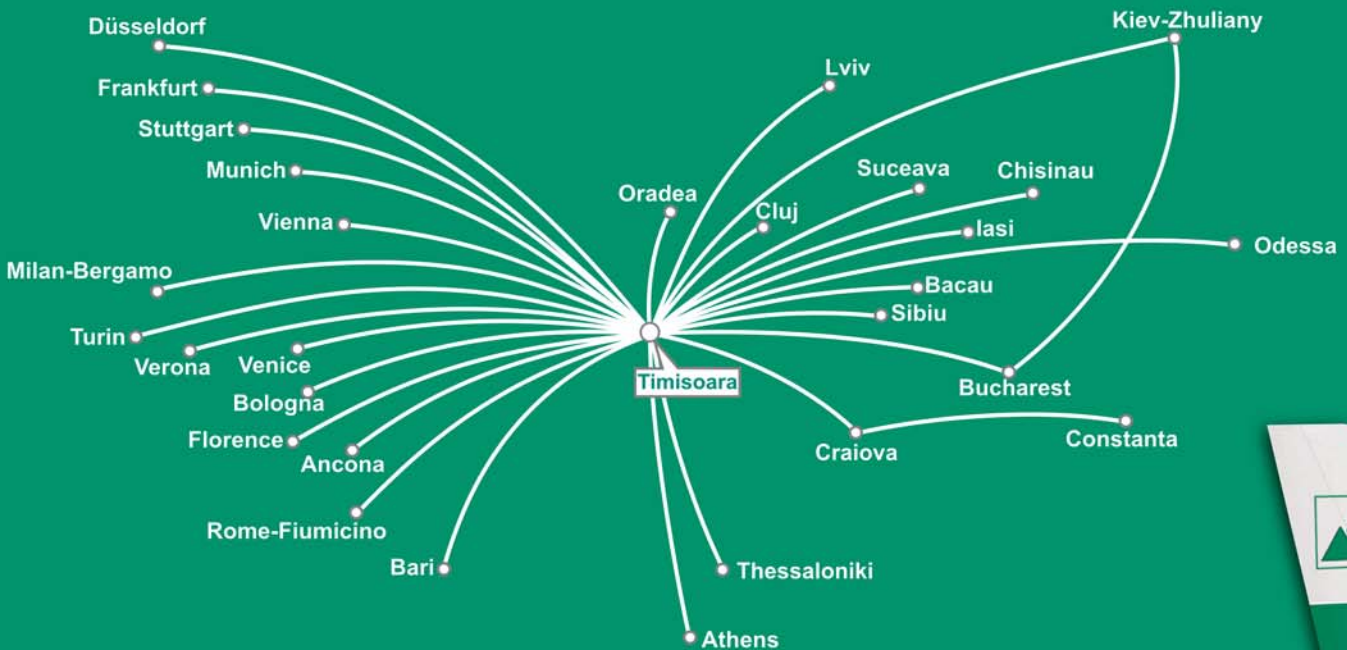 Düsseldorf
Kiev-Zhuliany
Lviv
Frankfurt
Stuttgart
Munich
Suceava
Chisinau
Oradea
Cluj
Vienna
Iasi
Odessa
Milan-Bergamo
Bacau
Sibiu
Turin
Verona
Venice
Timisoara
Bucharest
Bologna
Florence
Constanta
Craiova
Ancona
Rome-Fiumicino
Bari
Thessaloniki
Athens